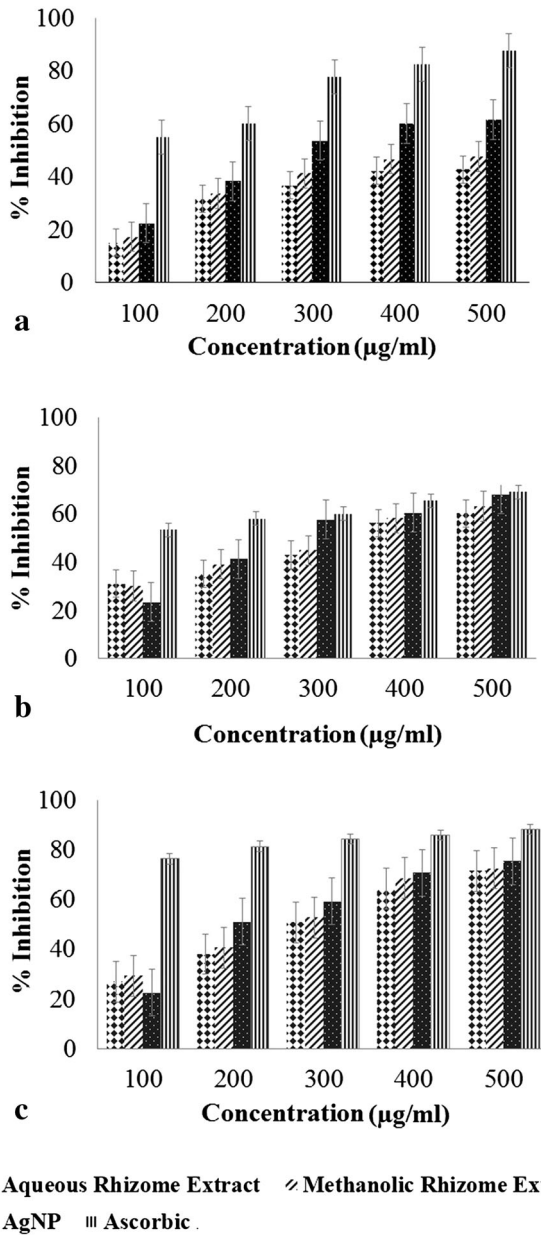 100
80
60
40
20
0
% Inhibition
100 200 300 400 500
Concentration (µg/ml)
a
100
80
60
40
20
0
% Inhibition
100 200 300 400 500
Concentration (µg/ml)
b
100
80
60
40
20
0
% Inhibition
100 200 300 400 500
Concentration (µg/ml)
c
Aqueous Rhizome Extract Methanolic Rhizome Ex
AgNP Ascorbic .